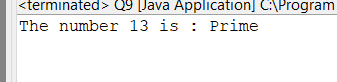 <terminated> Q9 [Java Application] C:\Program
The number 13 is : Prime